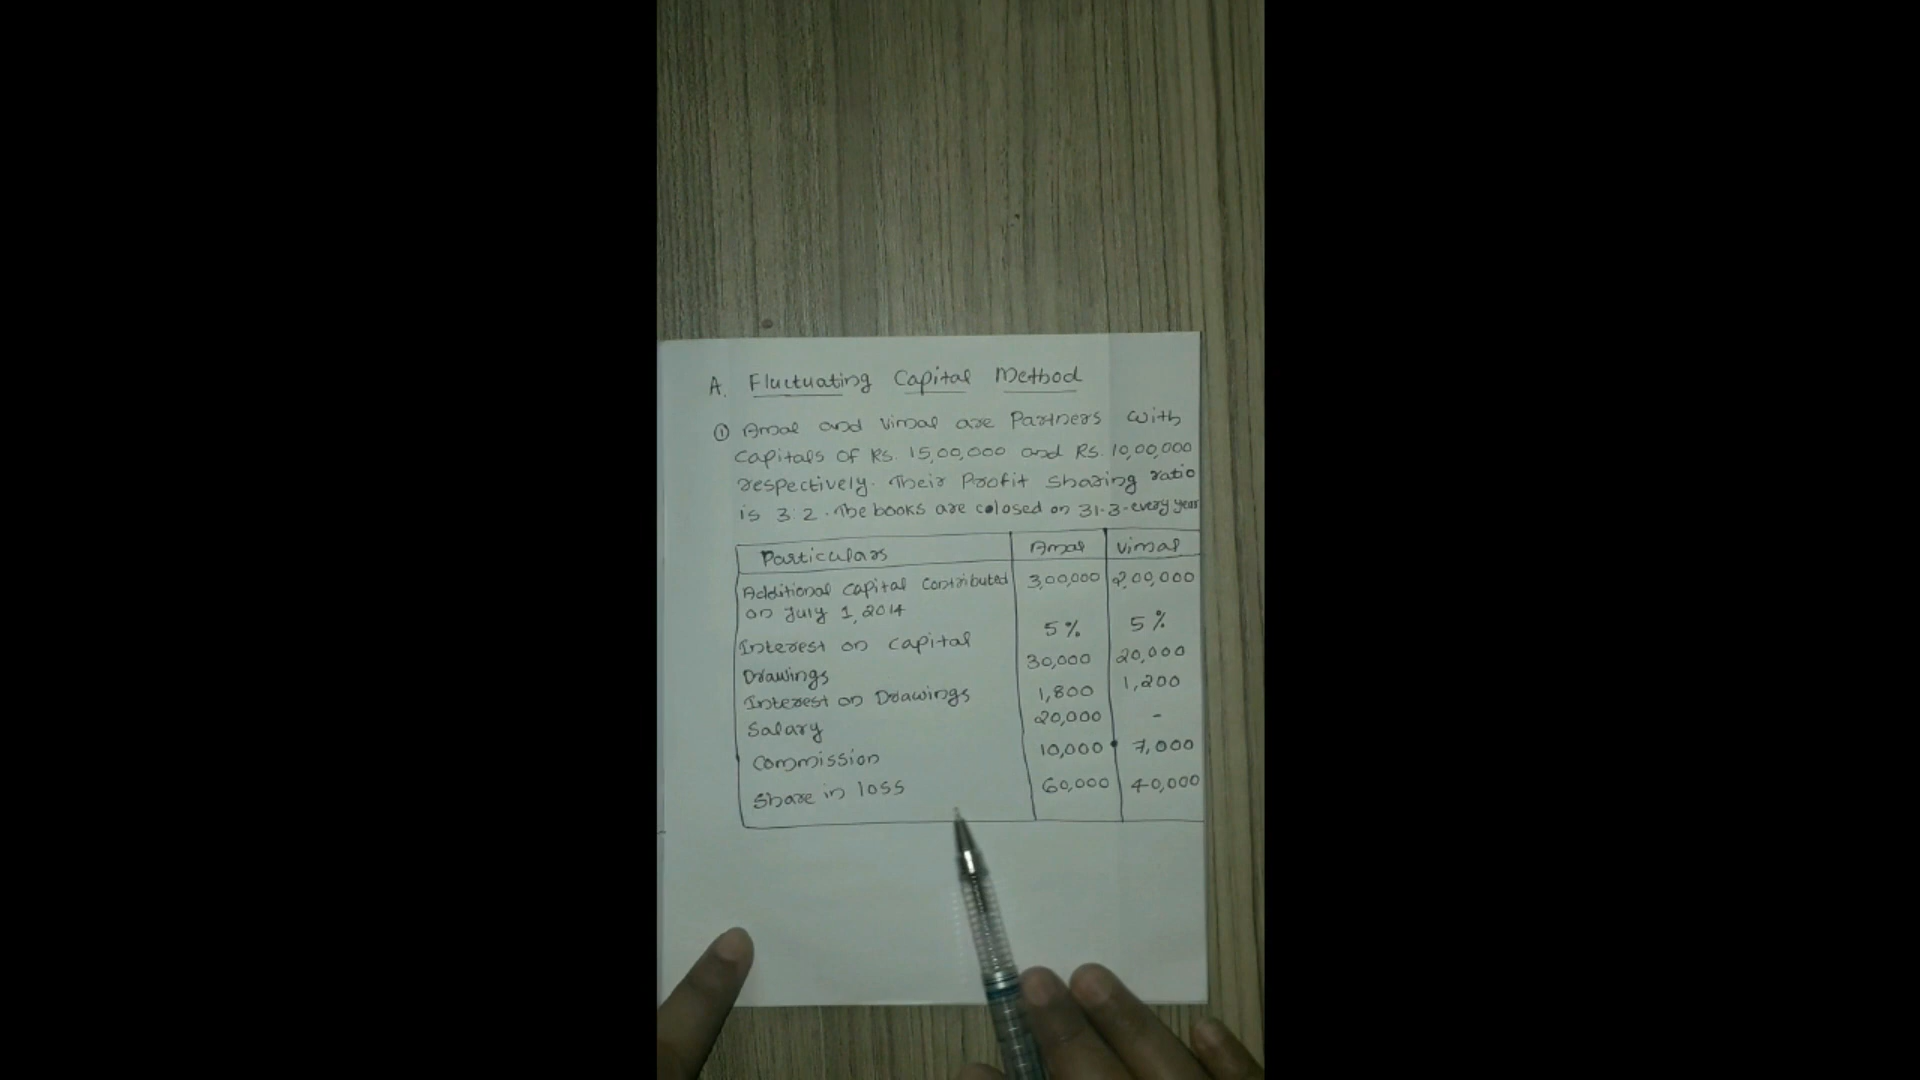 A. Fluctuating Capital Method
① Amal and Vimal are Partners with
Capitals of Rs. 15,00,000 and Rs. 10,00,000
respectively. Their Profit sharing ratio
is 3:2. The books are colosed on 31-3-every year
Particulars Amal Vimal
Additional Capital Contributed 3,00,000 2,00,000
on July 1, 2014
Interest on Capital 5% 5%
Drawings 30,000 20,000
Interest on Drawings 1,800 1,200
Salary 20,000 -
Commission 10,000 7,000
Share in loss 60,000 40,000